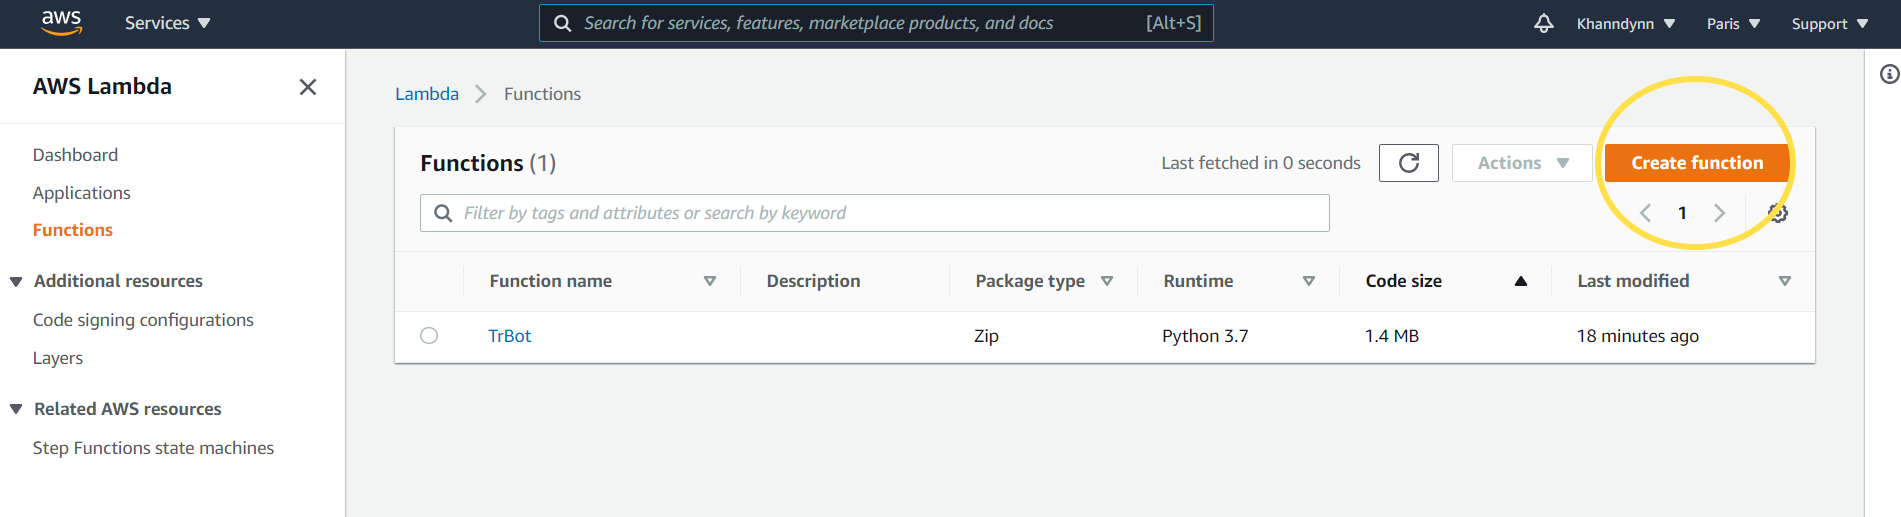 aws Services Search for services, features, marketplace products, and docs [Alt+S] Khanndynn Paris Support
AWS Lambda
Dashboard
Applications
Functions
Additional resources
Code signing configurations
Layers
Related AWS resources
Step Functions state machines
Lambda Functions
Functions (1) Last fetched in 0 seconds Actions Create function
Filter by tags and attributes or search by keyword 1
Function name Description Package type Runtime Code size Last modified
TrBot Zip Python 3.7 1.4 MB 18 minutes ago